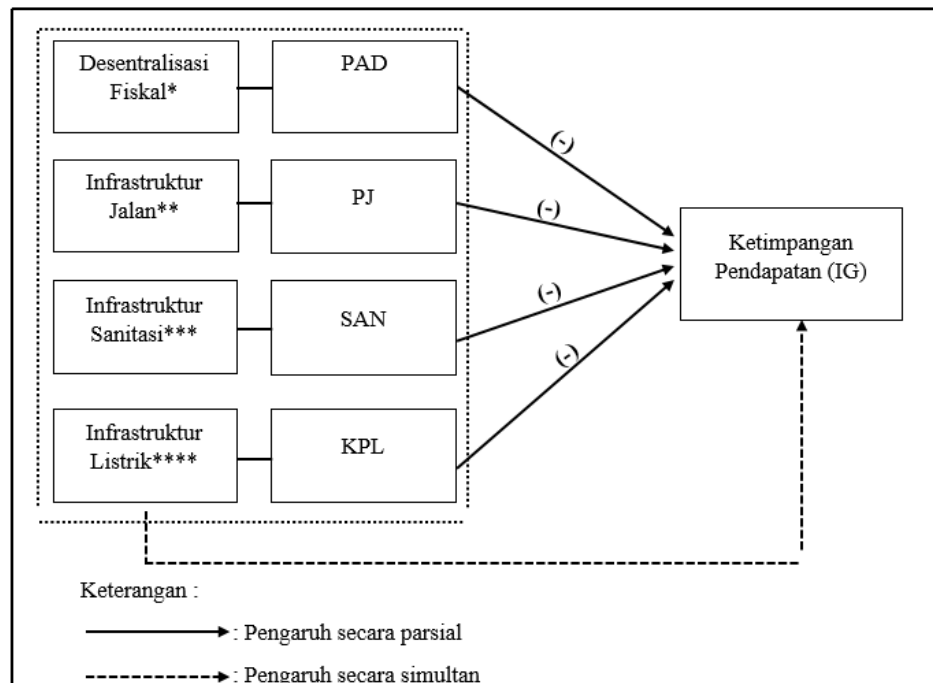 Desentralisasi
Fiskal*
PAD
(-)
Infrastruktur
Jalan**
PJ
(-)
Ketimpangan
Pendapatan (IG)
Infrastruktur
Sanitasi***
SAN
(-)
Infrastruktur
Listrik****
KPL
(-)
Keterangan :
: Pengaruh secara parsial
: Pengaruh secara simultan